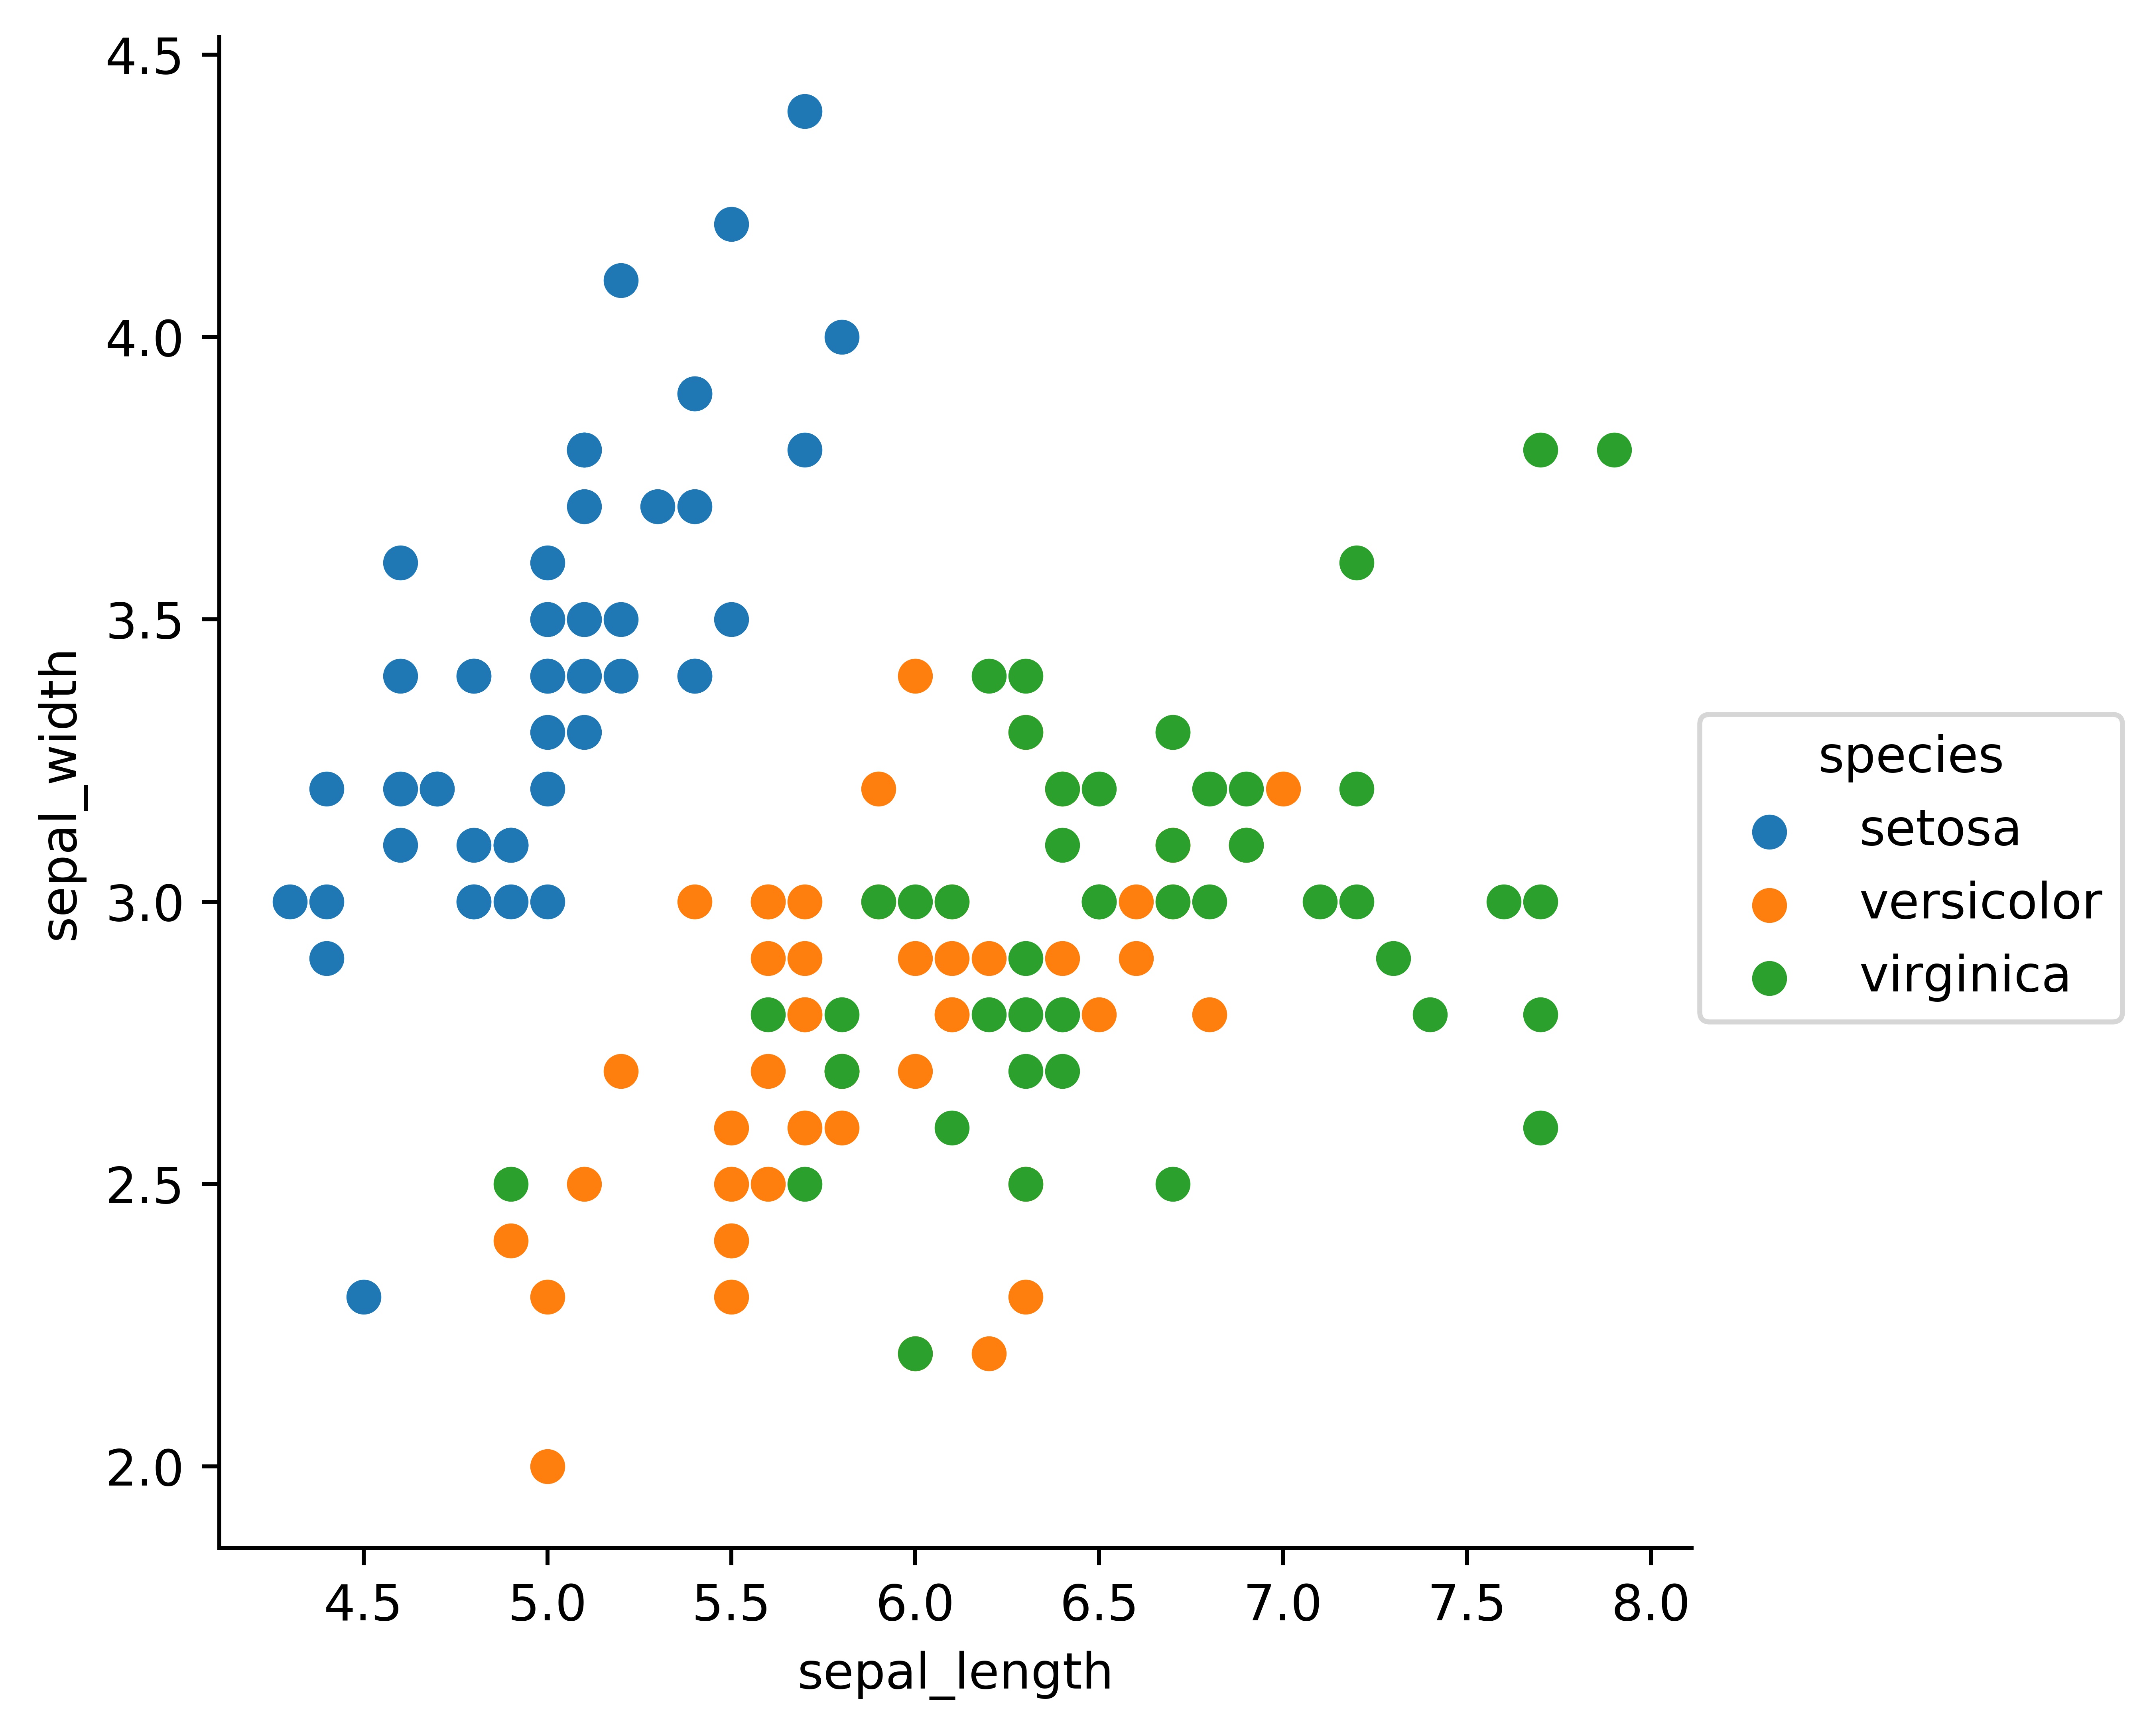 4.5
4.0
3.5
3.0
2.5
2.0
sepal_width
4.5 5.0 5.5 6.0 6.5 7.0 7.5 8.0
sepal_length
species
setosa
versicolor
virginica